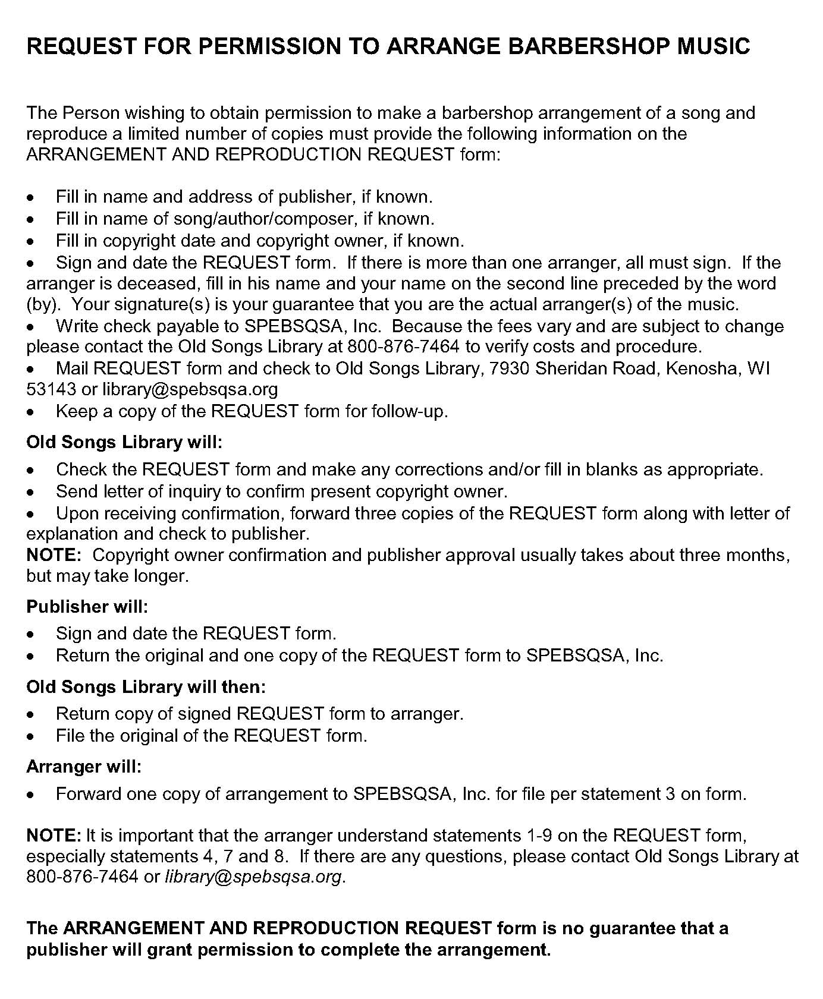 REQUEST FOR PERMISSION TO ARRANGE BARBERSHOP MUSIC
The Person wishing to obtain permission to make a barbershop arrangement of a song and
reproduce a limited number of copies must provide the following information on the
ARRANGEMENT AND REPRODUCTION REQUEST form:
• Fill in name and address of publisher, if known.
• Fill in name of song/author/composer, if known.
• Fill in copyright date and copyright owner, if known.
• Sign and date the REQUEST form.  If there is more than one arranger, all must sign.  If the
arranger is deceased, fill in his name and your name on the second line preceded by the word
(by).  Your signature(s) is your guarantee that you are the actual arranger(s) of the music.
• Write check payable to SPEBSQSA, Inc.  Because the fees vary and are subject to change
please contact the Old Songs Library at 800-876-7464 to verify costs and procedure.
• Mail REQUEST form and check to Old Songs Library, 7930 Sheridan Road, Kenosha, WI
53143 or library@spebsqsa.org
• Keep a copy of the REQUEST form for follow-up.
Old Songs Library will:
• Check the REQUEST form and make any corrections and/or fill in blanks as appropriate.
• Send letter of inquiry to confirm present copyright owner.
• Upon receiving confirmation, forward three copies of the REQUEST form along with letter of
explanation and check to publisher.
NOTE:  Copyright owner confirmation and publisher approval usually takes about three months,
but may take longer.
Publisher will:
• Sign and date the REQUEST form.
• Return the original and one copy of the REQUEST form to SPEBSQSA, Inc.
Old Songs Library will then:
• Return copy of signed REQUEST form to arranger.
• File the original of the REQUEST form.
Arranger will:
• Forward one copy of arrangement to SPEBSQSA, Inc. for file per statement 3 on form.
NOTE: It is important that the arranger understand statements 1-9 on the REQUEST form,
especially statements 4, 7 and 8.  If there are any questions, please contact Old Songs Library at
800-876-7464 or library@spebsqsa.org.
The ARRANGEMENT AND REPRODUCTION REQUEST form is no guarantee that a
publisher will grant permission to complete the arrangement.